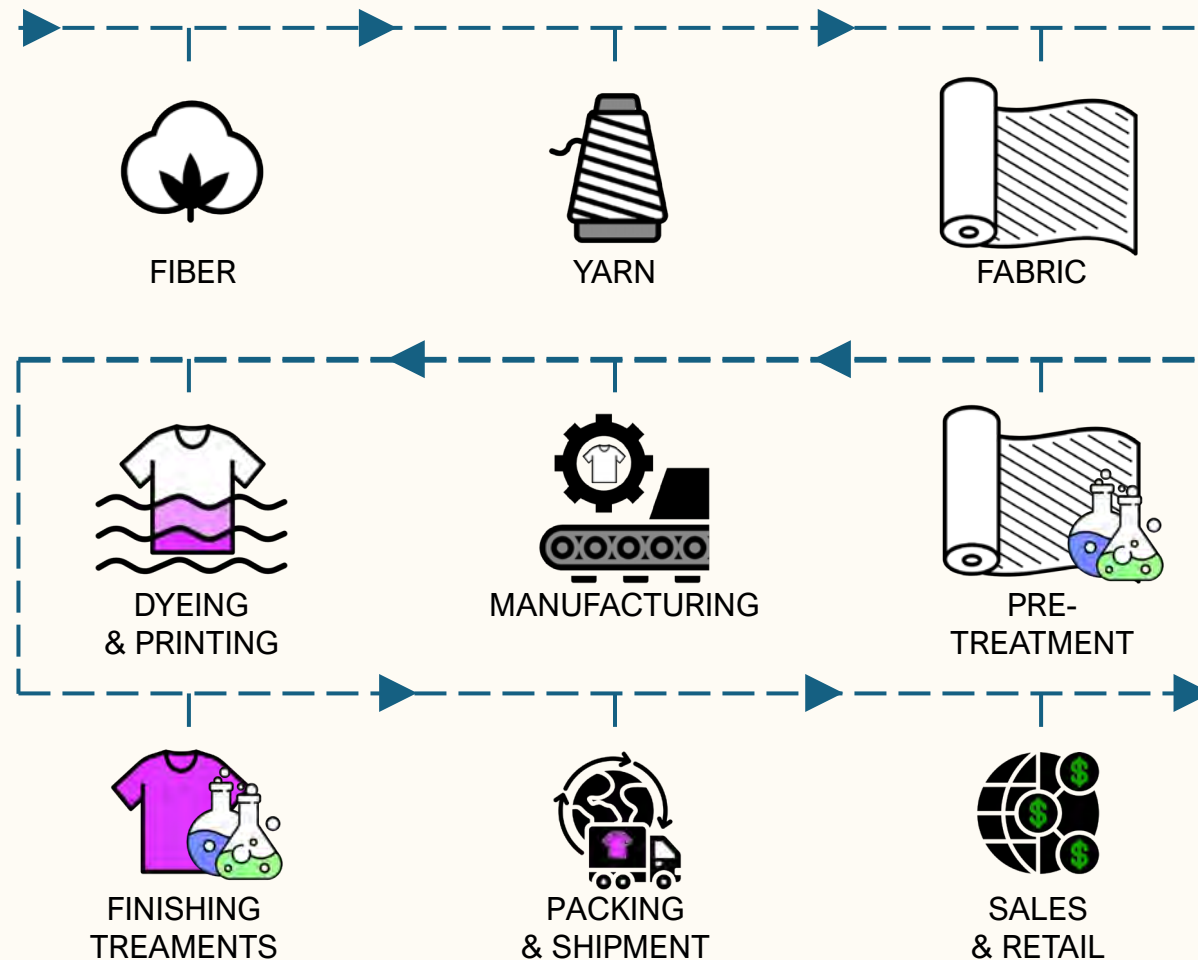 FIBER
YARN
FABRIC
DYEING
& PRINTING
MANUFACTURING
PRE-
TREATMENT
FINISHING
TREAMENTS
PACKING
& SHIPMENT
SALES
& RETAIL
$
$
$